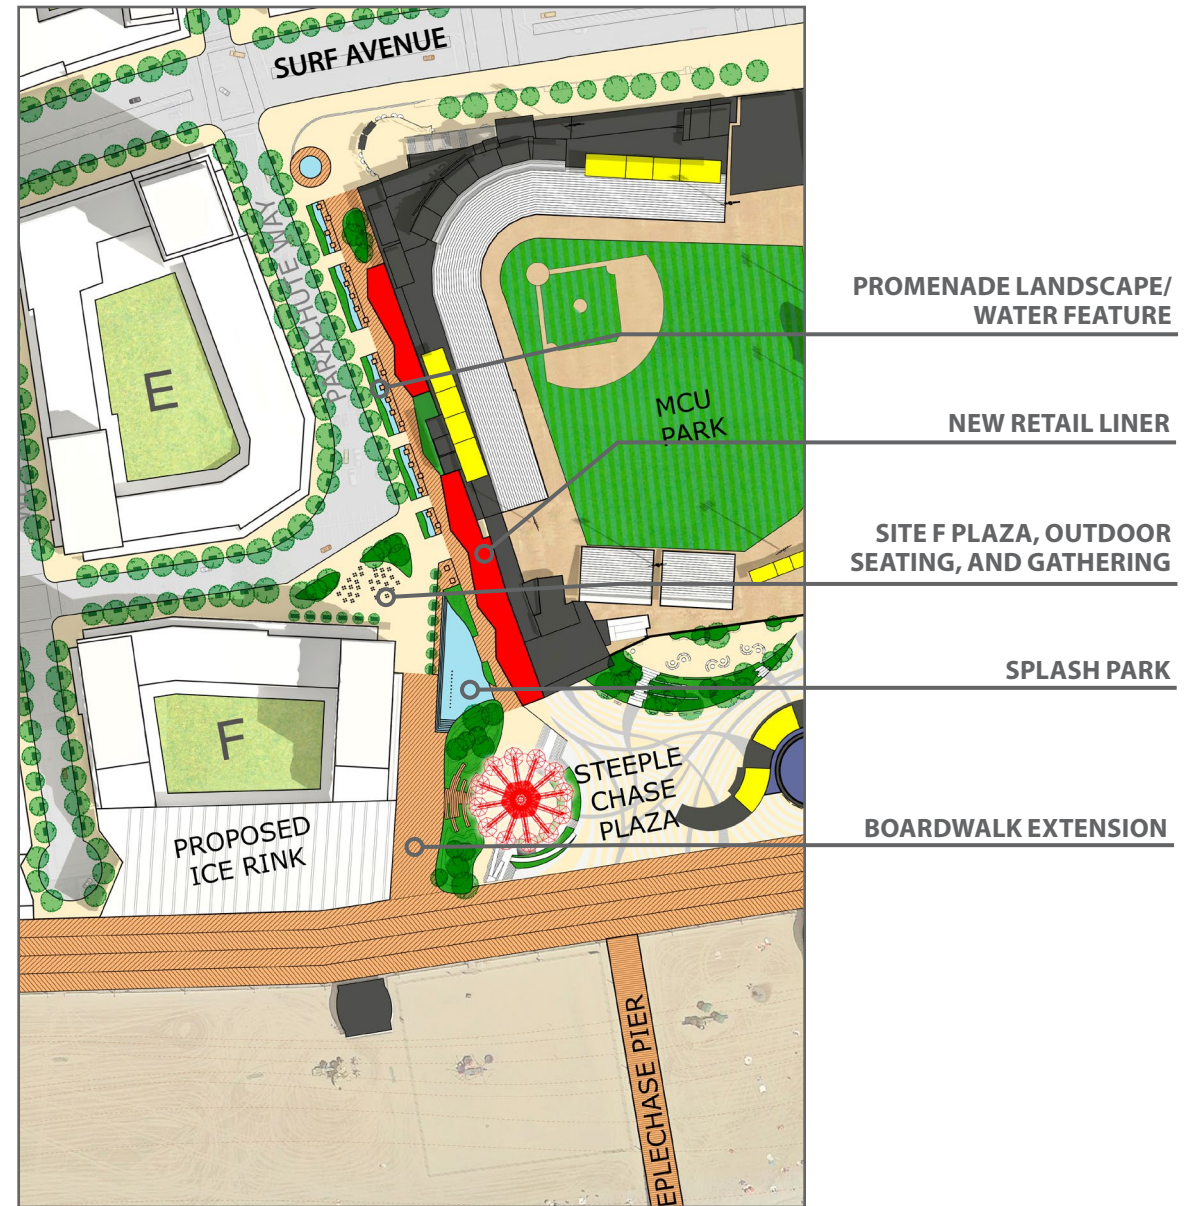 SURF AVENUE
PARACHUTE WAY
PROMENADE LANDSCAPE/
WATER FEATURE
E
MCU
PARK
NEW RETAIL LINER
SITE F PLAZA, OUTDOOR
SEATING, AND GATHERING
SPLASH PARK
F
STEEPLE
CHASE
PLAZA
PROPOSED
ICE RINK
BOARDWALK EXTENSION
EPLECHASE PIER